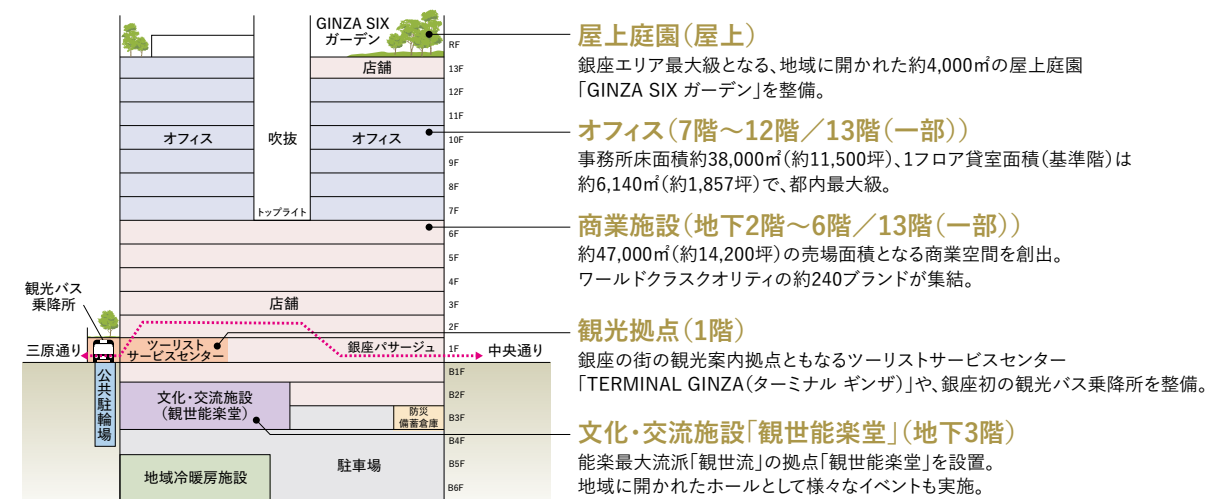 GINZA SIX
ガーデン
店舗
オフィス
吹抜
オフィス
トップライト
観光バス
乗降所
店舗
三原通り
ツーリスト
サービスセンター
銀座パサージュ
中央通り
公共駐輪場
文化・交流施設
(観世能楽堂)
防災
備蓄倉庫
地域冷暖房施設
駐車場
RF
13F
12F
11F
10F
9F
8F
7F
6F
5F
4F
3F
2F
1F
B1F
B2F
B3F
B4F
B5F
B6F
屋上庭園(屋上)
銀座エリア最大級となる、地域に開かれた約4,000㎡の屋上庭園
「GINZA SIX ガーデン」を整備。
オフィス(7階〜12階/13階(一部))
事務所床面積約38,000㎡(約11,500坪)、1フロア貸室面積(基準階)は
約6,140㎡(約1,857坪)で、都内最大級。
商業施設(地下2階〜6階/13階(一部))
約47,000㎡(約14,200坪)の売場面積となる商業空間を創出。
ワールドクラスクオリティの約240ブランドが集結。
観光拠点(1階)
銀座の街の観光案内拠点ともなるツーリストサービスセンター
「TERMINAL GINZA(ターミナル ギンザ)」や、銀座初の観光バス乗降所を整備。
文化・交流施設「観世能楽堂」(地下3階)
能楽最大流派「観世流」の拠点「観世能楽堂」を設置。
地域に開かれたホールとして様々なイベントも実施。